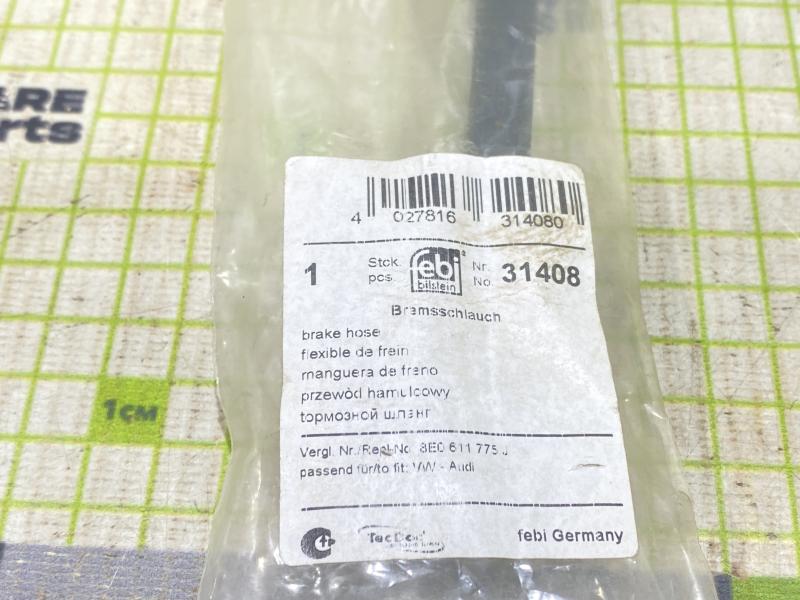 ARE
rts
4 027816 314080
1 Stck. pcs. febi bilstein Nr. No. 31408
Bremsschlauch
brake hose
flexible de frein
manguera de freno
przewód hamulcowy
тормозной шланг
Vergl. Nr./Repl-No. 8E0 611 775 J
passend für/to fit: VW - Audi
TecDoc
febi Germany
1см